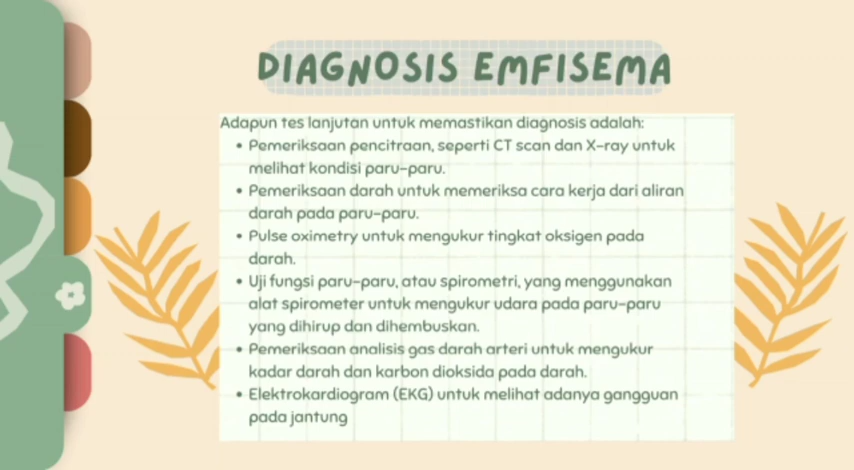 DIAGNOSIS EMFISEMA
Adapun tes lanjutan untuk memastikan diagnosis adalah:
• Pemeriksaan pencitraan, seperti CT scan dan X-ray untuk
melihat kondisi paru-paru.
• Pemeriksaan darah untuk memeriksa cara kerja dari aliran
darah pada paru-paru.
• Pulse oximetry untuk mengukur tingkat oksigen pada
darah.
• Uji fungsi paru-paru, atau spirometri, yang menggunakan
alat spirometer untuk mengukur udara pada paru-paru
yang dihirup dan dihembuskan.
• Pemeriksaan analisis gas darah arteri untuk mengukur
kadar darah dan karbon dioksida pada darah.
• Elektrokardiogram (EKG) untuk melihat adanya gangguan
pada jantung